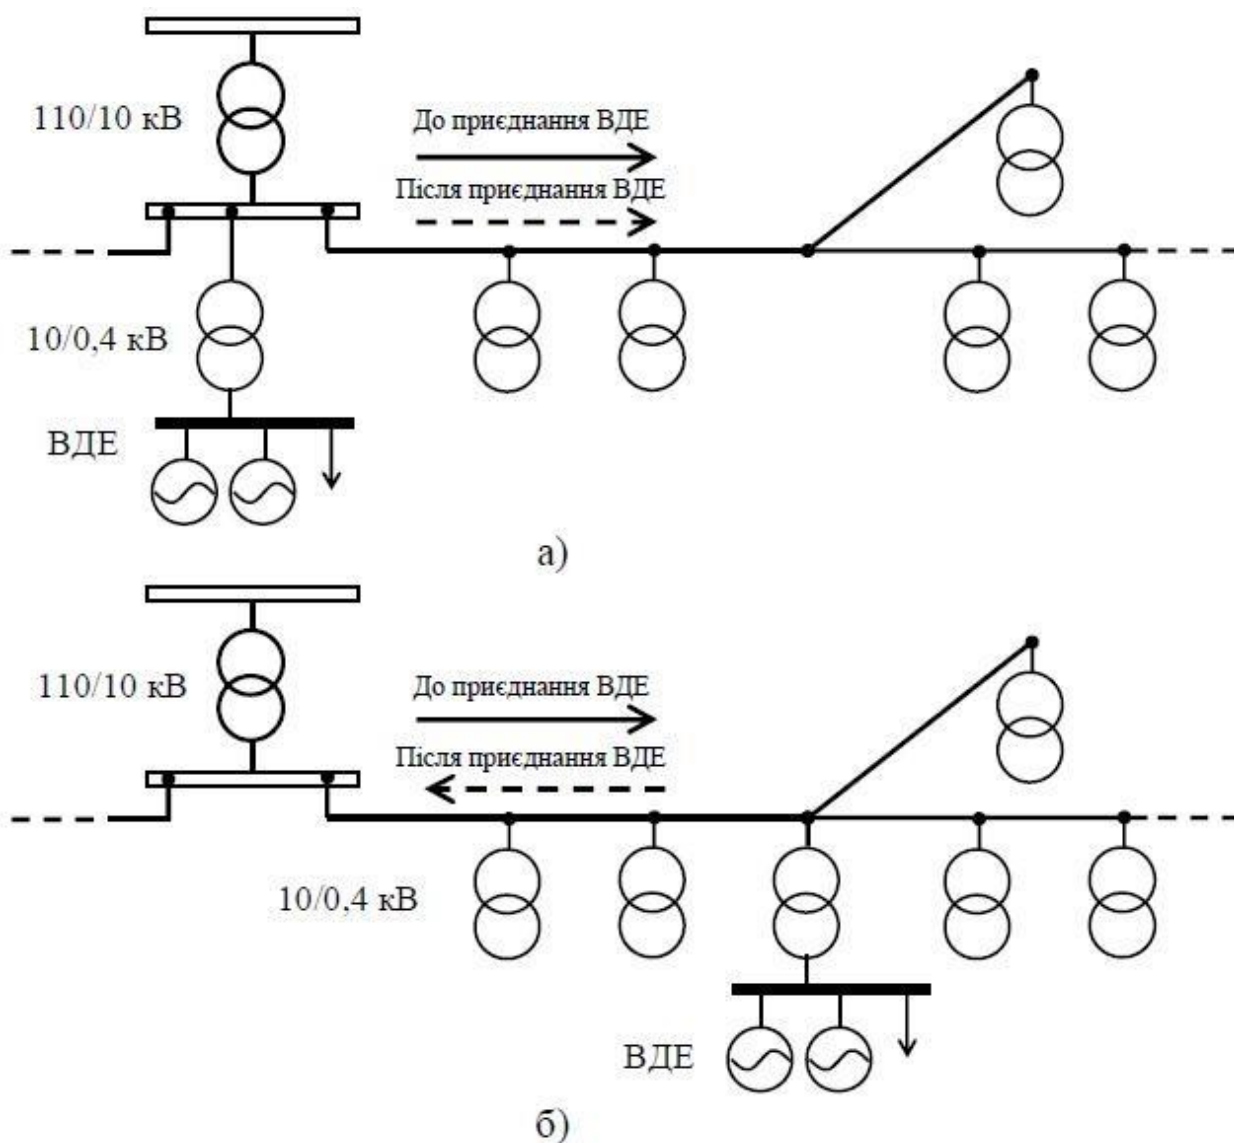 110/10 кВ
До приєднання ВДЕ
Після приєднання ВДЕ
10/0,4 кВ
ВДЕ
а)
110/10 кВ
До приєднання ВДЕ
Після приєднання ВДЕ
10/0,4 кВ
ВДЕ
б)